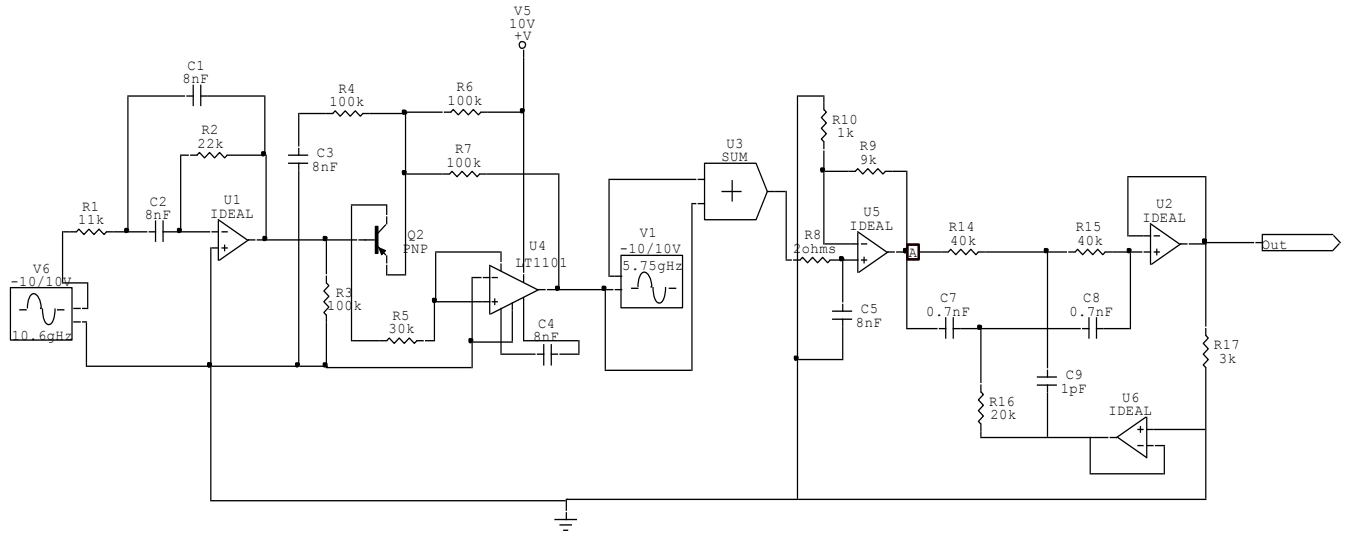 V5
10V
+V
C1
8nF
R4
100k
R6
100k
R10
1k
R2
22k
C3
8nF
R7
100k
U3
SUM
R9
9k
R1
11k
C2
8nF
U1
IDEAL
Q2
PNP
U4
LT1101
V1
-10/10V
5.75gHz
R8
2ohms
U5
IDEAL
A
R14
40k
R15
40k
U2
IDEAL
Out
V6
-10/10V
10.6gHz
R3
100k
R5
30k
C4
8nF
C5
8nF
C7
0.7nF
C8
0.7nF
R17
3k
C9
1pF
R16
20k
U6
IDEAL